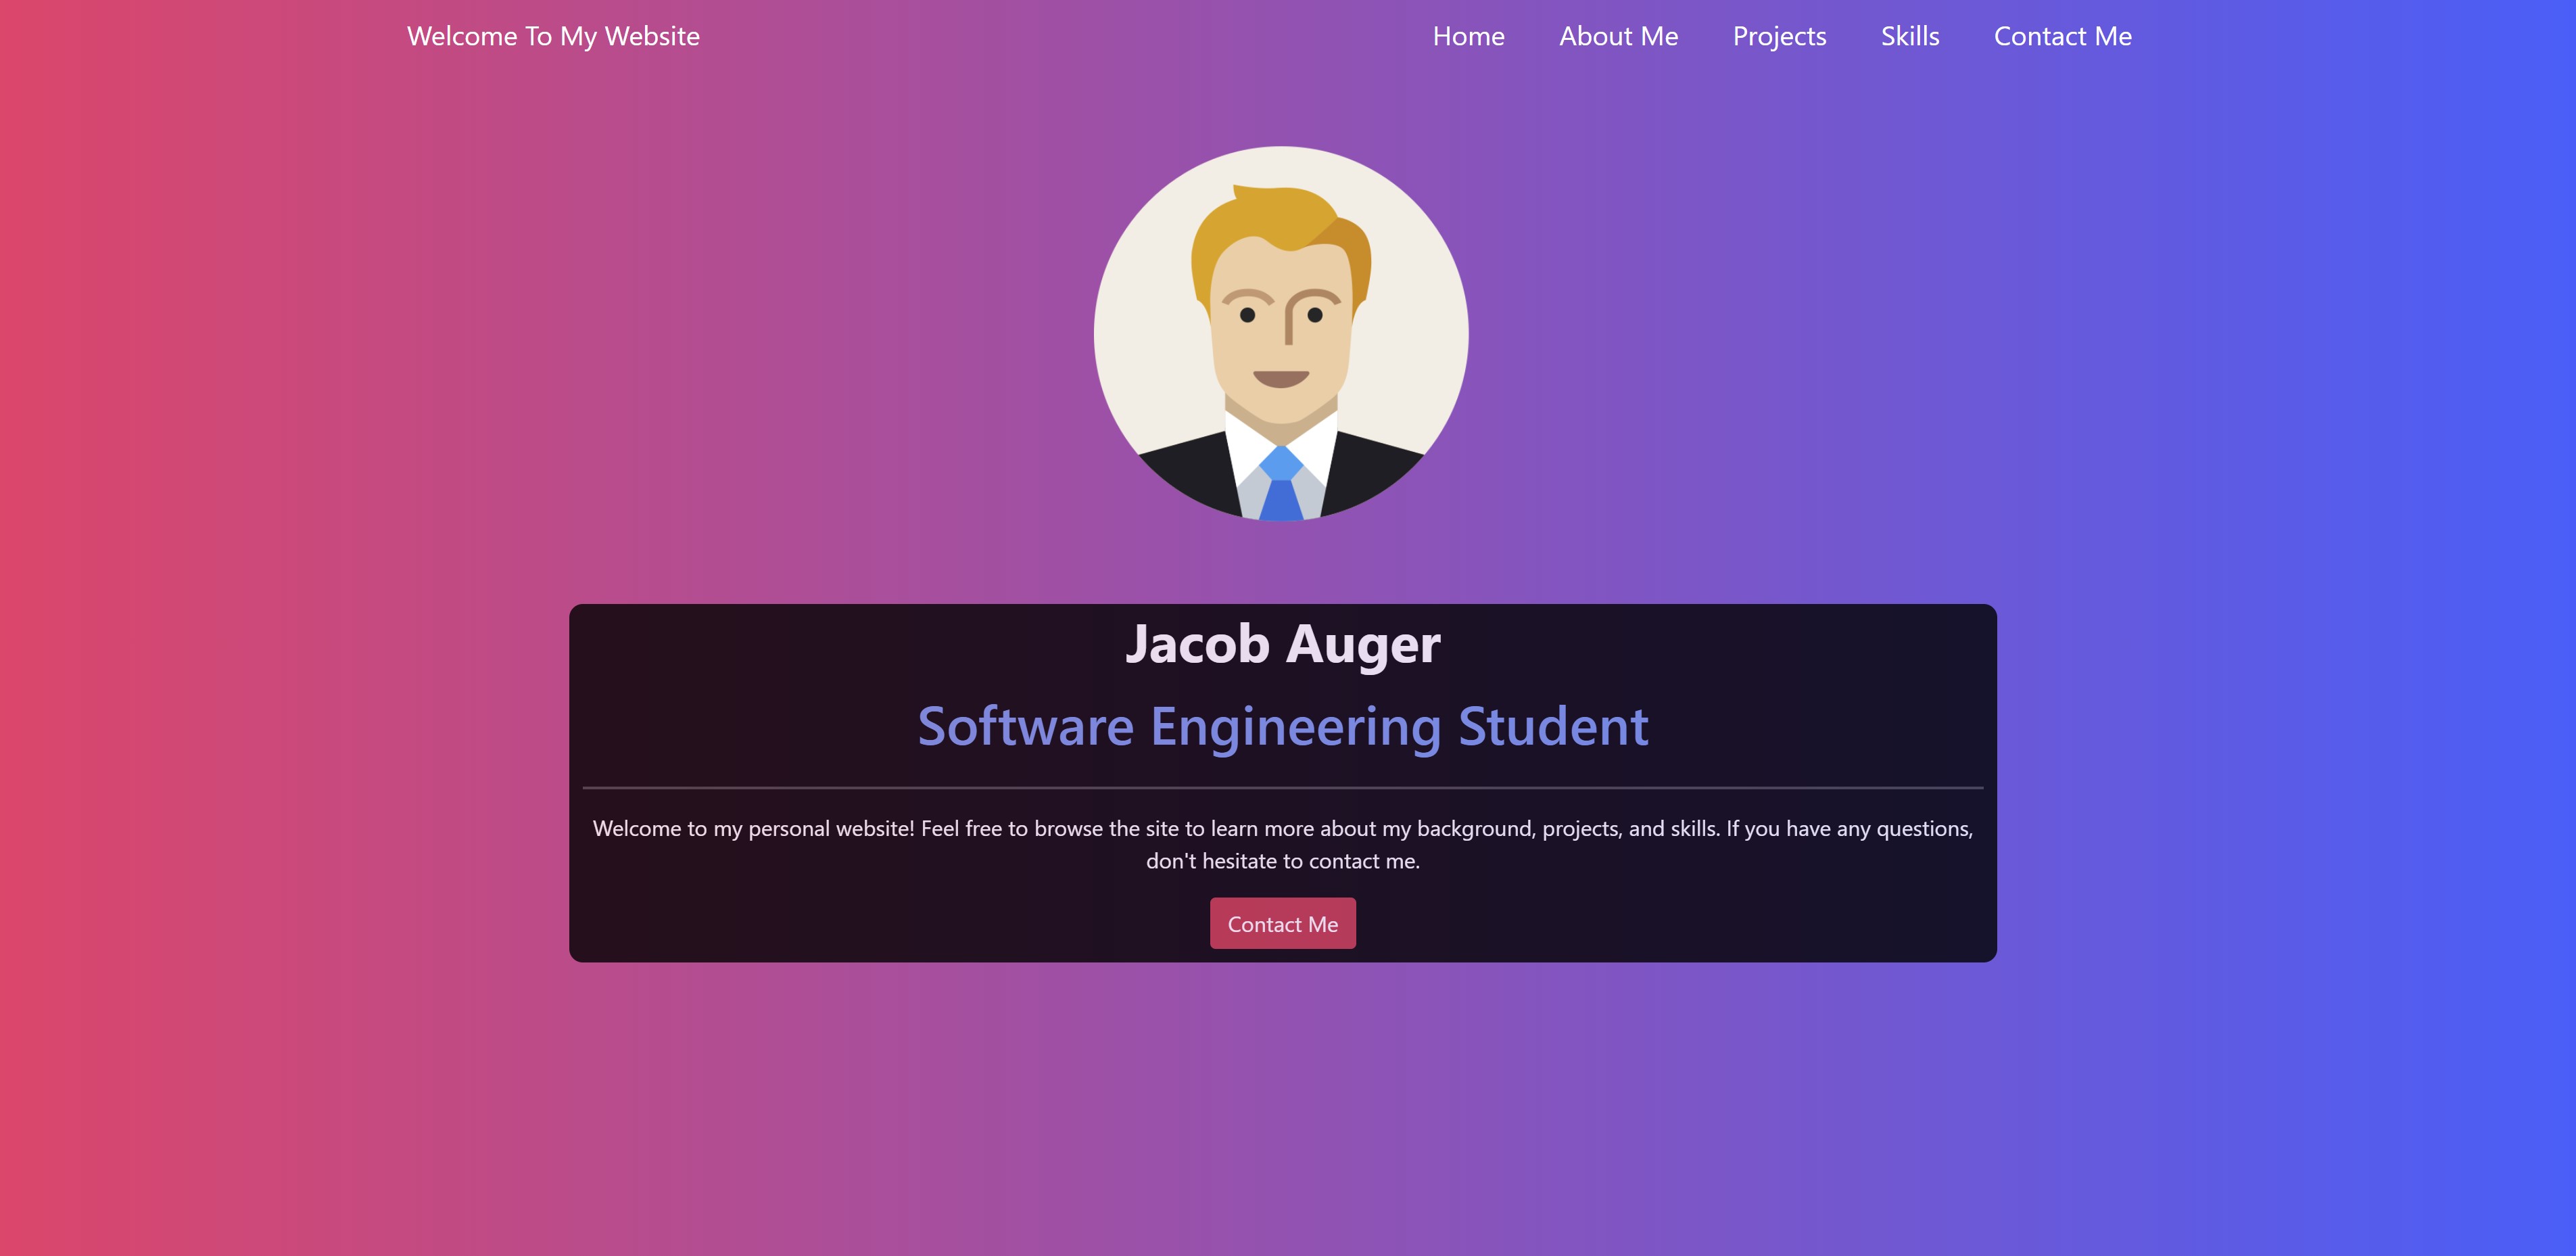 Welcome To My Website
Home
About Me
Projects
Skills
Contact Me
Jacob Auger
Software Engineering Student
Welcome to my personal website! Feel free to browse the site to learn more about my background, projects, and skills. If you have any questions,
don't hesitate to contact me.
Contact Me